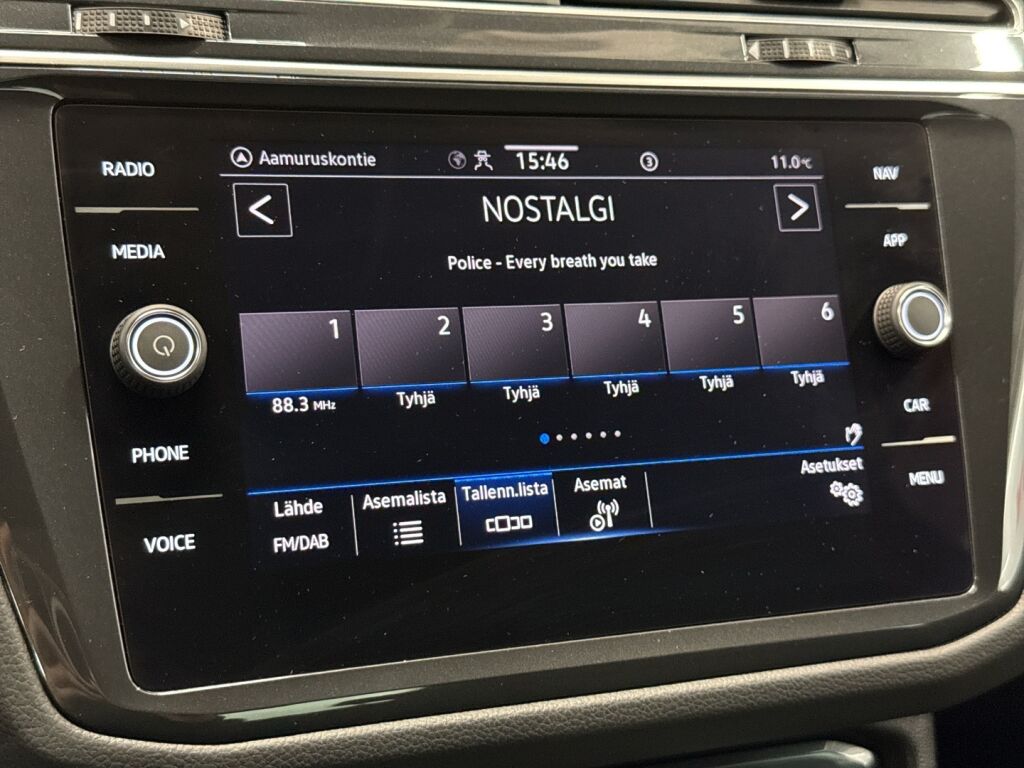 RADIO
MEDIA
PHONE
VOICE
Aamuruskontie
15:46
3
11.0°C
NOSTALGI
Police - Every breath you take
1
2
3
4
5
6
88.3 MHz
Tyhjä
Tyhjä
Tyhjä
Tyhjä
Tyhjä
Lähde
FM/DAB
Asemalista
Tallenn.lista
Asemat
Asetukset
NAV
APP
CAR
MENU